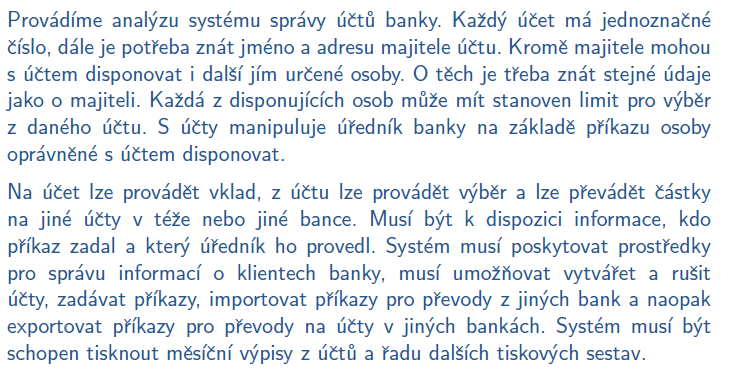 Provádíme analýzu systému správy účtů banky. Každý účet má jednoznačné
číslo, dále je potřeba znát jméno a adresu majitele účtu. Kromě majitele mohou
s účtem disponovat i další jím určené osoby. O těch je třeba znát stejné údaje
jako o majiteli. Každá z disponujících osob může mít stanoven limit pro výběr
z daného účtu. S účty manipuluje úředník banky na základě příkazu osoby
oprávněné s účtem disponovat.
Na účet lze provádět vklad, z účtu lze provádět výběr a lze převádět částky
na jiné účty v téže nebo jiné bance. Musí být k dispozici informace, kdo
příkaz zadal a který úředník ho provedl. Systém musí poskytovat prostředky
pro správu informací o klientech banky, musí umožňovat vytvářet a rušit
účty, zadávat příkazy, importovat příkazy pro převody z jiných bank a naopak
exportovat příkazy pro převody na účty v jiných bankách. Systém musí být
schopen tisknout měsíční výpisy z účtů a řadu dalších tiskových sestav.